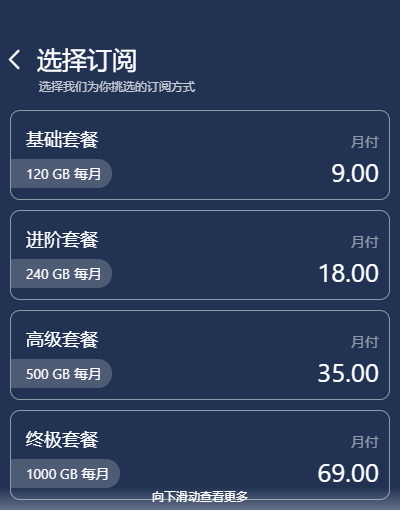 选择订阅
选择我们为你挑选的订阅方式
基础套餐
月付
120 GB 每月
9.00
进阶套餐
月付
240 GB 每月
18.00
高级套餐
月付
500 GB 每月
35.00
终极套餐
月付
1000 GB 每月
69.00
向下滑动查看更多